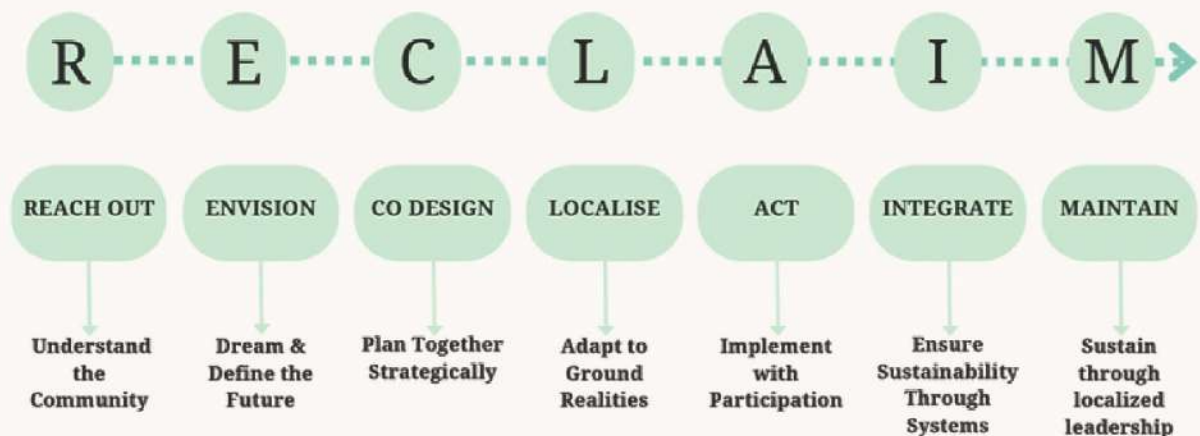 R E C L A I M
REACH OUT
ENVISION
CO DESIGN
LOCALISE
ACT
INTEGRATE
MAINTAIN
Understand
the
Community
Dream &
Define the
Future
Plan Together
Strategically
Adapt to
Ground
Realities
Implement
with
Participation
Ensure
Sustainability
Through
Systems
Sustain
through
localized
leadership